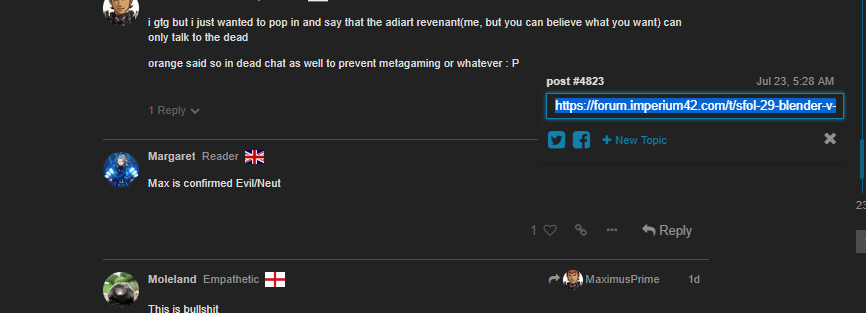 i gtg but i just wanted to pop in and say that the adiart revenant(me, but you can believe what you want) can
only talk to the dead
orange said so in dead chat as well to prevent metagaming or whatever : P
post #4823 Jul 23, 5:28 AM
https://forum.imperium42.com/t/sfol-29-blender-v-
1 Reply
+ New Topic
Margaret Reader
Max is confirmed Evil/Neut
1 Reply
Moleland Empathetic MaximusPrime 1d
This is bullshit